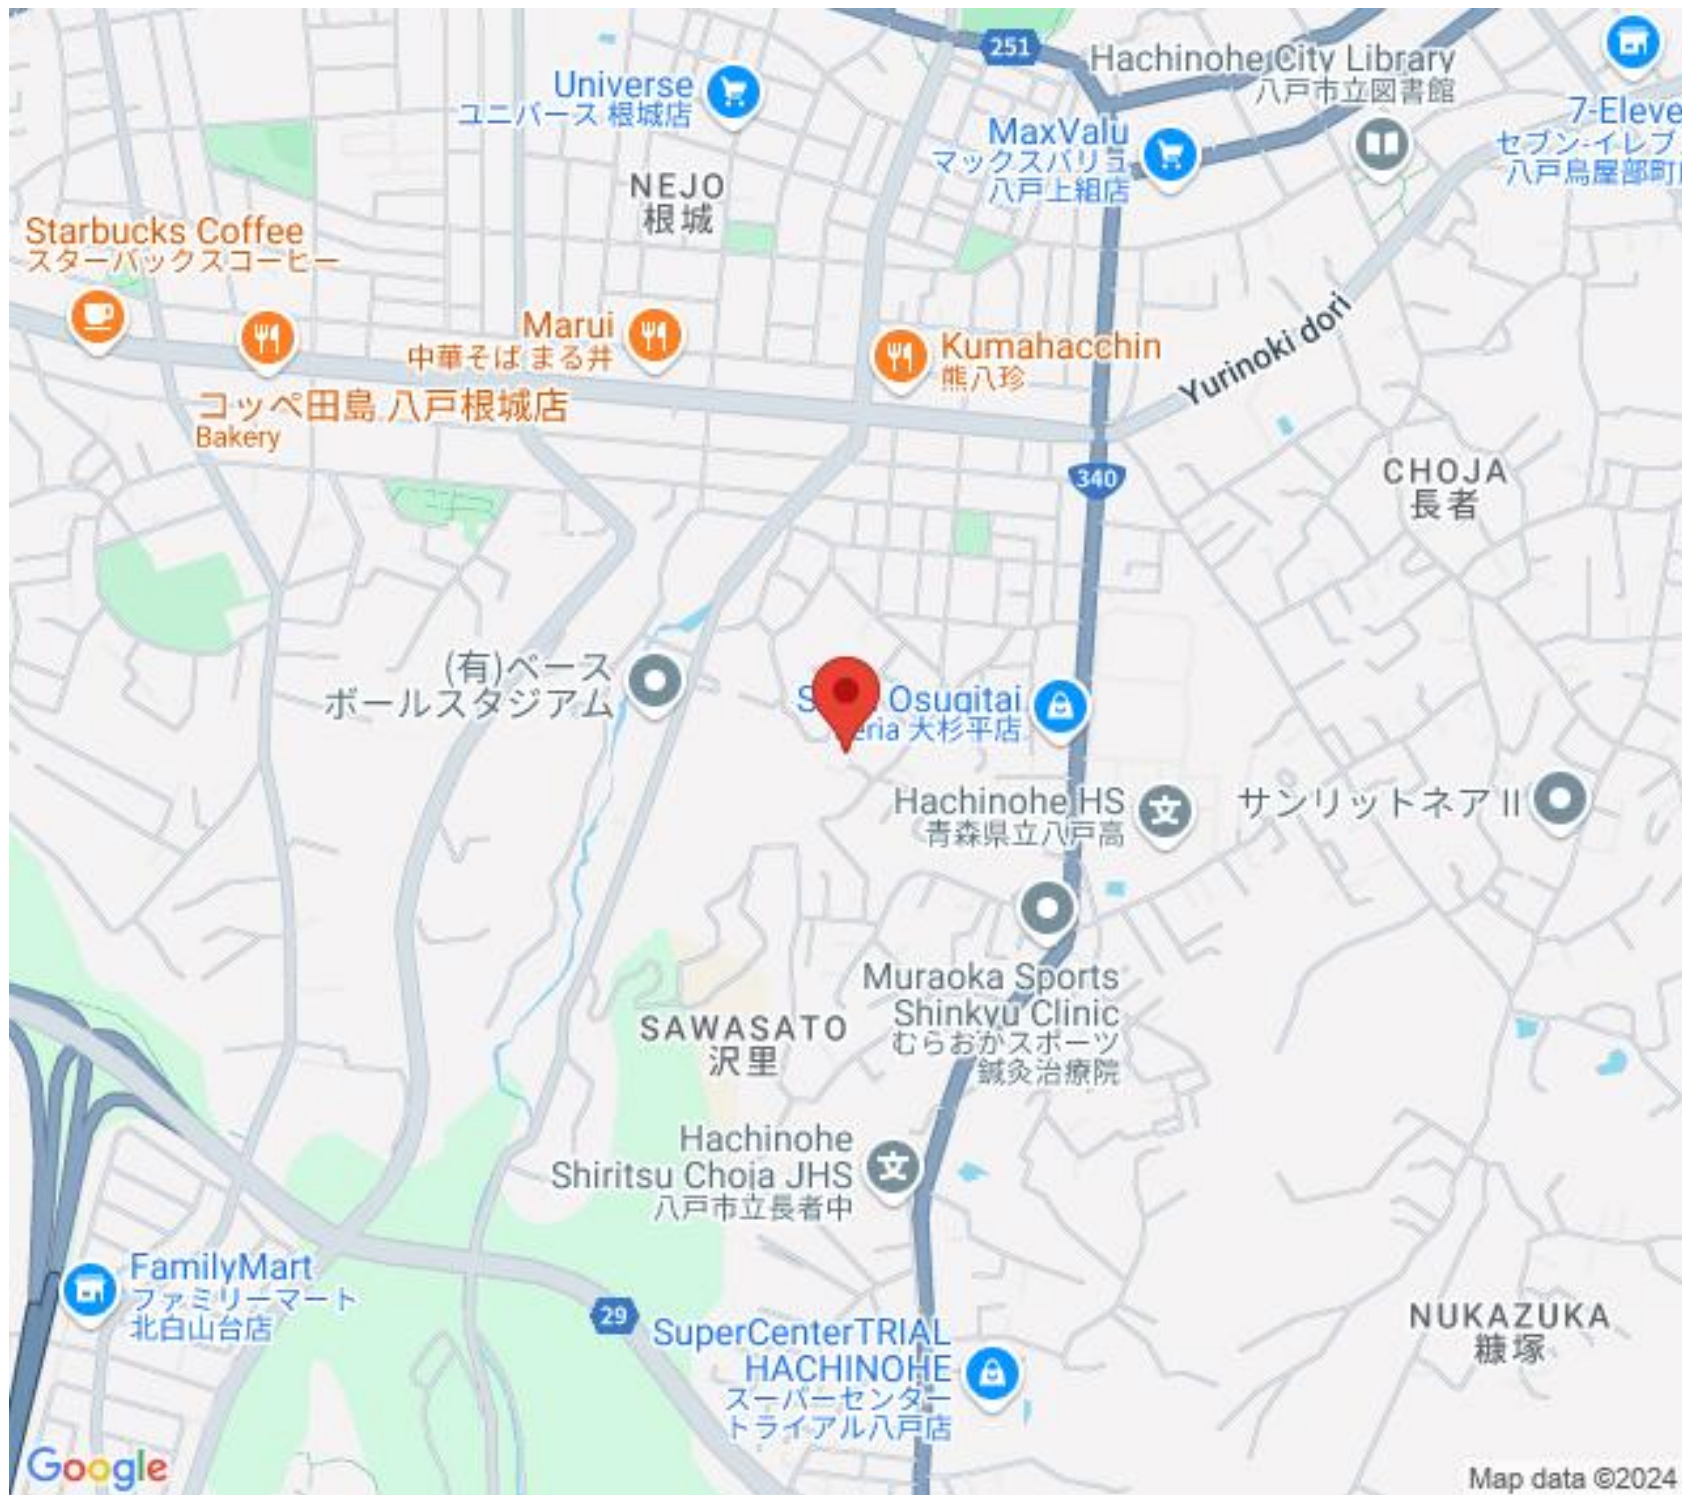 251
Hachinohe City Library
八戸市立図書館
Universe
ユニバース 根城店
MaxValu
マックスバリュ
八戸上組店
7-Eleve
セブン-イレブ
八戸鳥屋部町
NEJO
根城
Starbucks Coffee
スターバックスコーヒー
Marui
中華そば まる井
Kumahacchin
熊八珍
Yurinoki dori
コッペ田島 八戸根城店
Bakery
340
CHOJA
長者
(有)ベース
ボールスタジアム
Osugitai
eria 大杉平店
Hachinohe HS
青森県立八戸高
サンリットネア II
Muraoka Sports
Shinkyu Clinic
むらおかスポーツ
鍼灸治療院
SAWASATO
沢里
Hachinohe
Shiritsu Choja JHS
八戸市立長者中
FamilyMart
ファミリーマート
北白山台店
29
SuperCenterTRIAL
HACHINOHE
スーパーセンター
トライアル八戸店
NUKAZUKA
糠塚
Google
Map data ©2024